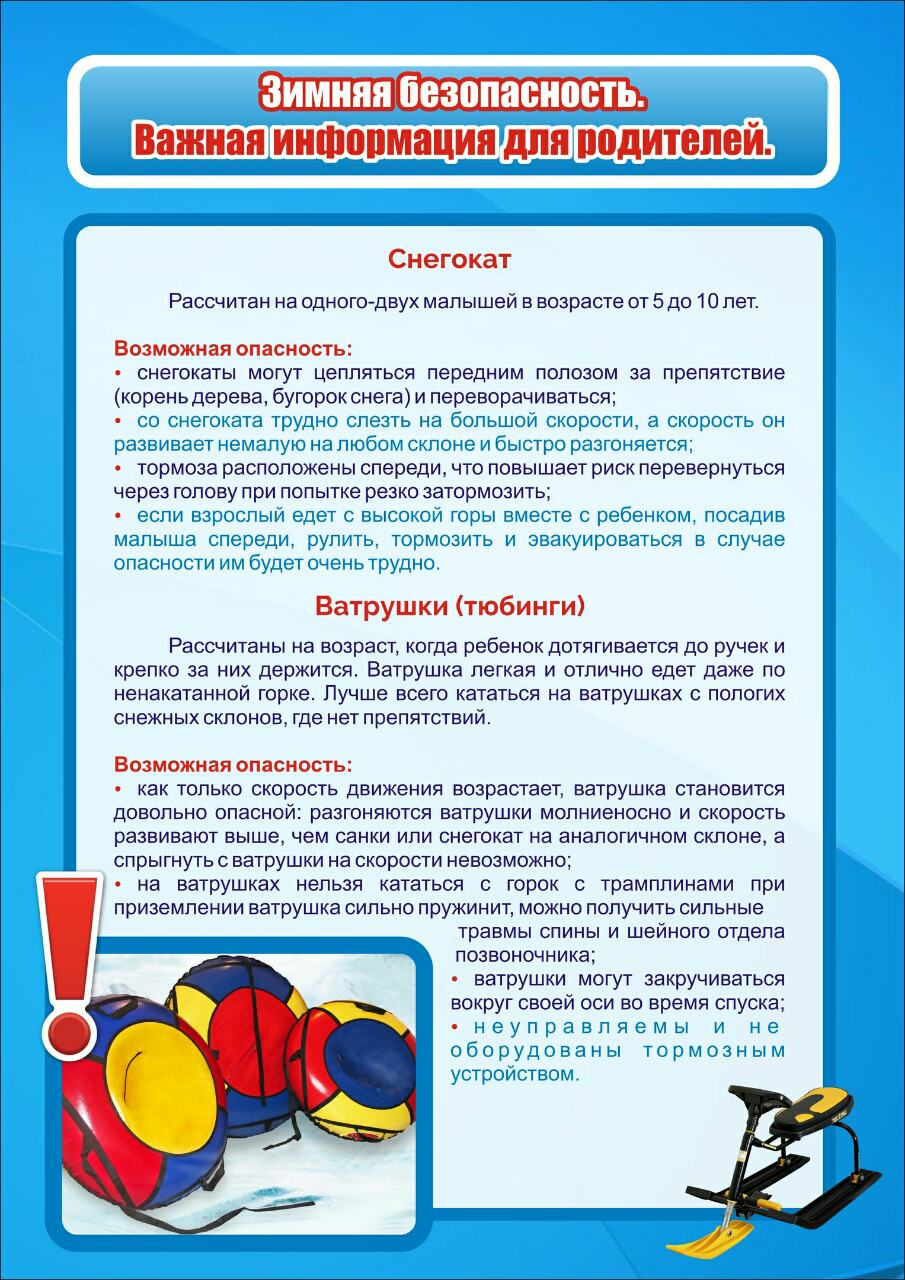 Зимняя безопасность.
Важная информация для родителей.
Снегокат
Рассчитан на одного-двух малышей в возрасте от 5 до 10 лет.
Возможная опасность:
• снегокаты могут цепляться передним полозом за препятствие
(корень дерева, бугорок снега) и переворачиваться;
• со снегоката трудно слезть на большой скорости, а скорость он
развивает немалую на любом склоне и быстро разгоняется;
• тормоза расположены спереди, что повышает риск перевернуться
через голову при попытке резко затормозить;
• если взрослый едет с высокой горы вместе с ребенком, посадив
малыша спереди, рулить, тормозить и эвакуироваться в случае
опасности им будет очень трудно.
Ватрушки (тюбинги)
Рассчитаны на возраст, когда ребенок дотягивается до ручек и
крепко за них держится. Ватрушка легкая и отлично едет даже по
ненакатанной горке. Лучше всего кататься на ватрушках с пологих
снежных склонов, где нет препятствий.
Возможная опасность:
• как только скорость движения возрастает, ватрушка становится
довольно опасной: разгоняются ватрушки молниеносно и скорость
развивают выше, чем санки или снегокат на аналогичном склоне, а
спрыгнуть с ватрушки на скорости невозможно;
• на ватрушках нельзя кататься с горок с трамплинами при
приземлении ватрушка сильно пружинит, можно получить сильные
травмы спины и шейного отдела
позвоночника;
• ватрушки могут закручиваться
вокруг своей оси во время спуска;
• неуправляемы и не
оборудованы тормозным
устройством.